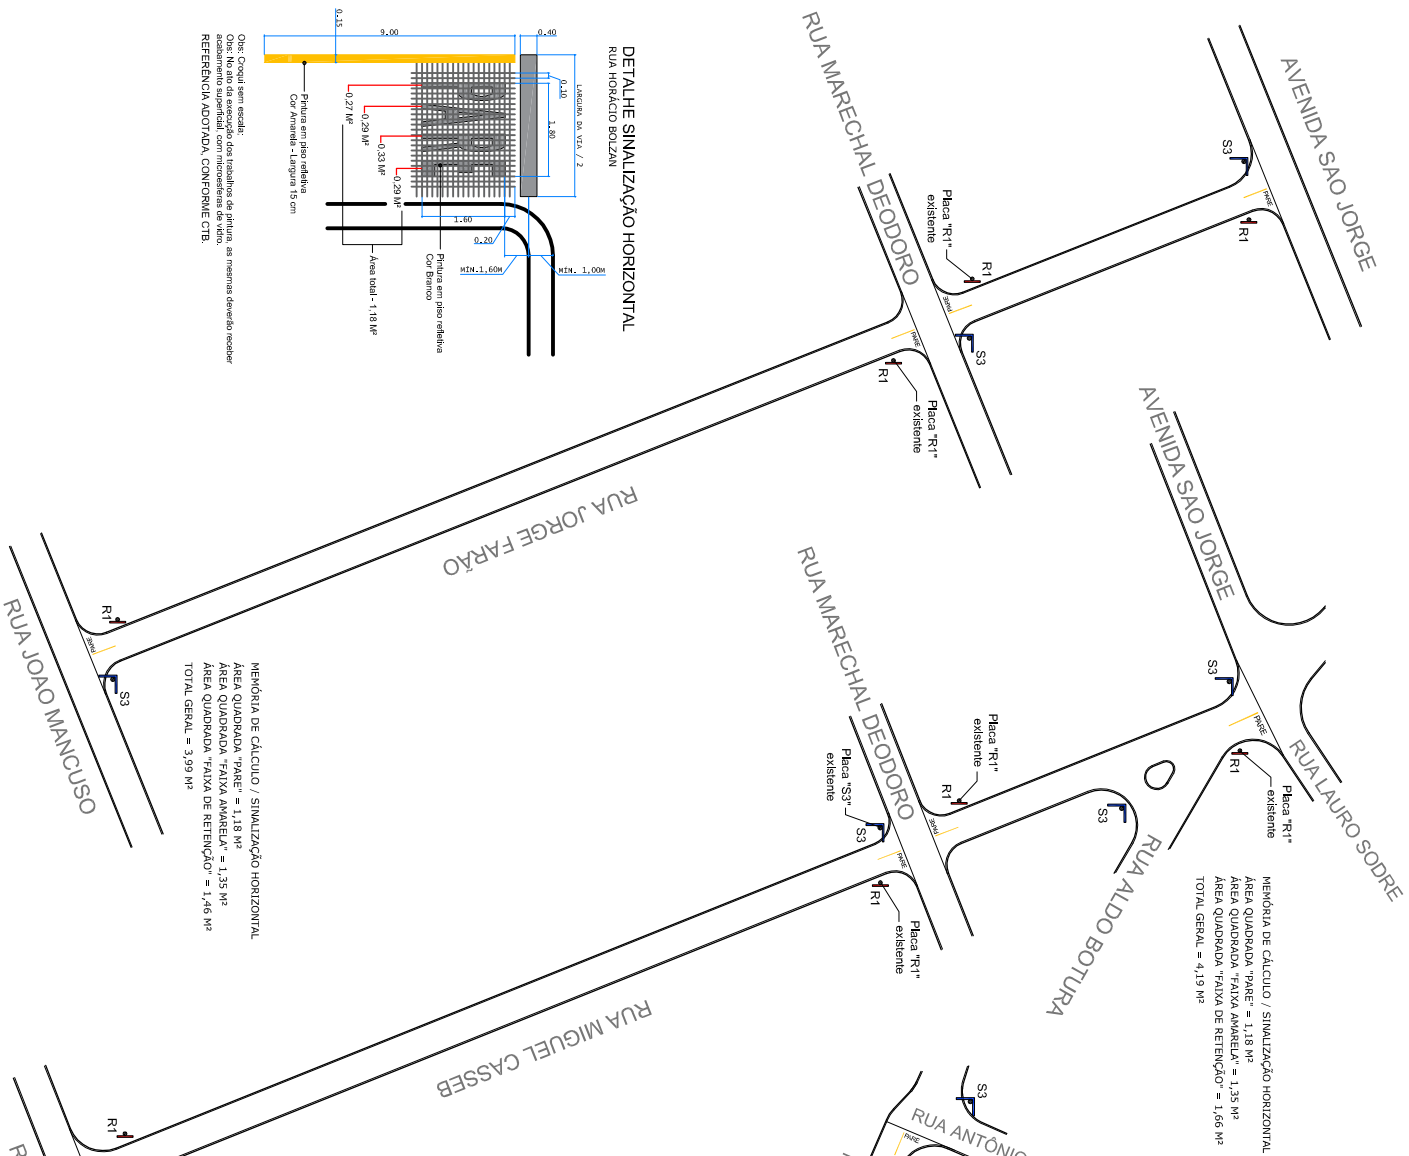 DETALHE SINALIZAÇÃO HORIZONTAL
RUA HORÁCIO BOLZAN
LARGURA DA VIA / 2
0.40
0.10
1.80
9.00
0.15
PARE
0,27 M²
0,29 M²
0,33 M²
0,29 M²
1.60
0.20
MÍN.1,60M
MÍN. 1,00M
Pintura em piso refletiva
Cor Branco
Área total - 1,18 M²
Pintura em piso refletiva
Cor Amarela - Largura 15 cm
Obs: Croqui sem escala;
Obs: No ato da execução dos trabalhos de pintura, as mesmas deverão receber
acabamento superficial, com microesferas de vidro.
REFERÊNCIA ADOTADA, CONFORME CTB.
AVENIDA SAO JORGE
S3
PARE
R1
RUA MARECHAL DEODORO
Placa "R1"
existente
R1
PARE
S3
PARE
R1
Placa "R1"
existente
RUA JORGE FARÃO
R1
PARE
S3
RUA JOAO MANCUSO
MEMÓRIA DE CÁLCULO / SINALIZAÇÃO HORIZONTAL
ÁREA QUADRADA "PARE" = 1,18 M²
ÁREA QUADRADA "FAIXA AMARELA" = 1,35 M²
ÁREA QUADRADA "FAIXA DE RETENÇÃO" = 1,46 M²
TOTAL GERAL = 3,99 M²
AVENIDA SAO JORGE
S3
PARE
R1
Placa "R1"
existente
RUA LAURO SODRE
RUA MARECHAL DEODORO
Placa "R1"
existente
R1
PARE
S3
RUA ALDO BOTURA
Placa "S3"
existente
S3
PARE
R1
Placa "R1"
existente
RUA MIGUEL CASSEB
R1
MEMÓRIA DE CÁLCULO / SINALIZAÇÃO HORIZONTAL
ÁREA QUADRADA "PARE" = 1,18 M²
ÁREA QUADRADA "FAIXA AMARELA" = 1,35 M²
ÁREA QUADRADA "FAIXA DE RETENÇÃO" = 1,66 M²
TOTAL GERAL = 4,19 M²
S3
RUA ANTÔNIO
PARE